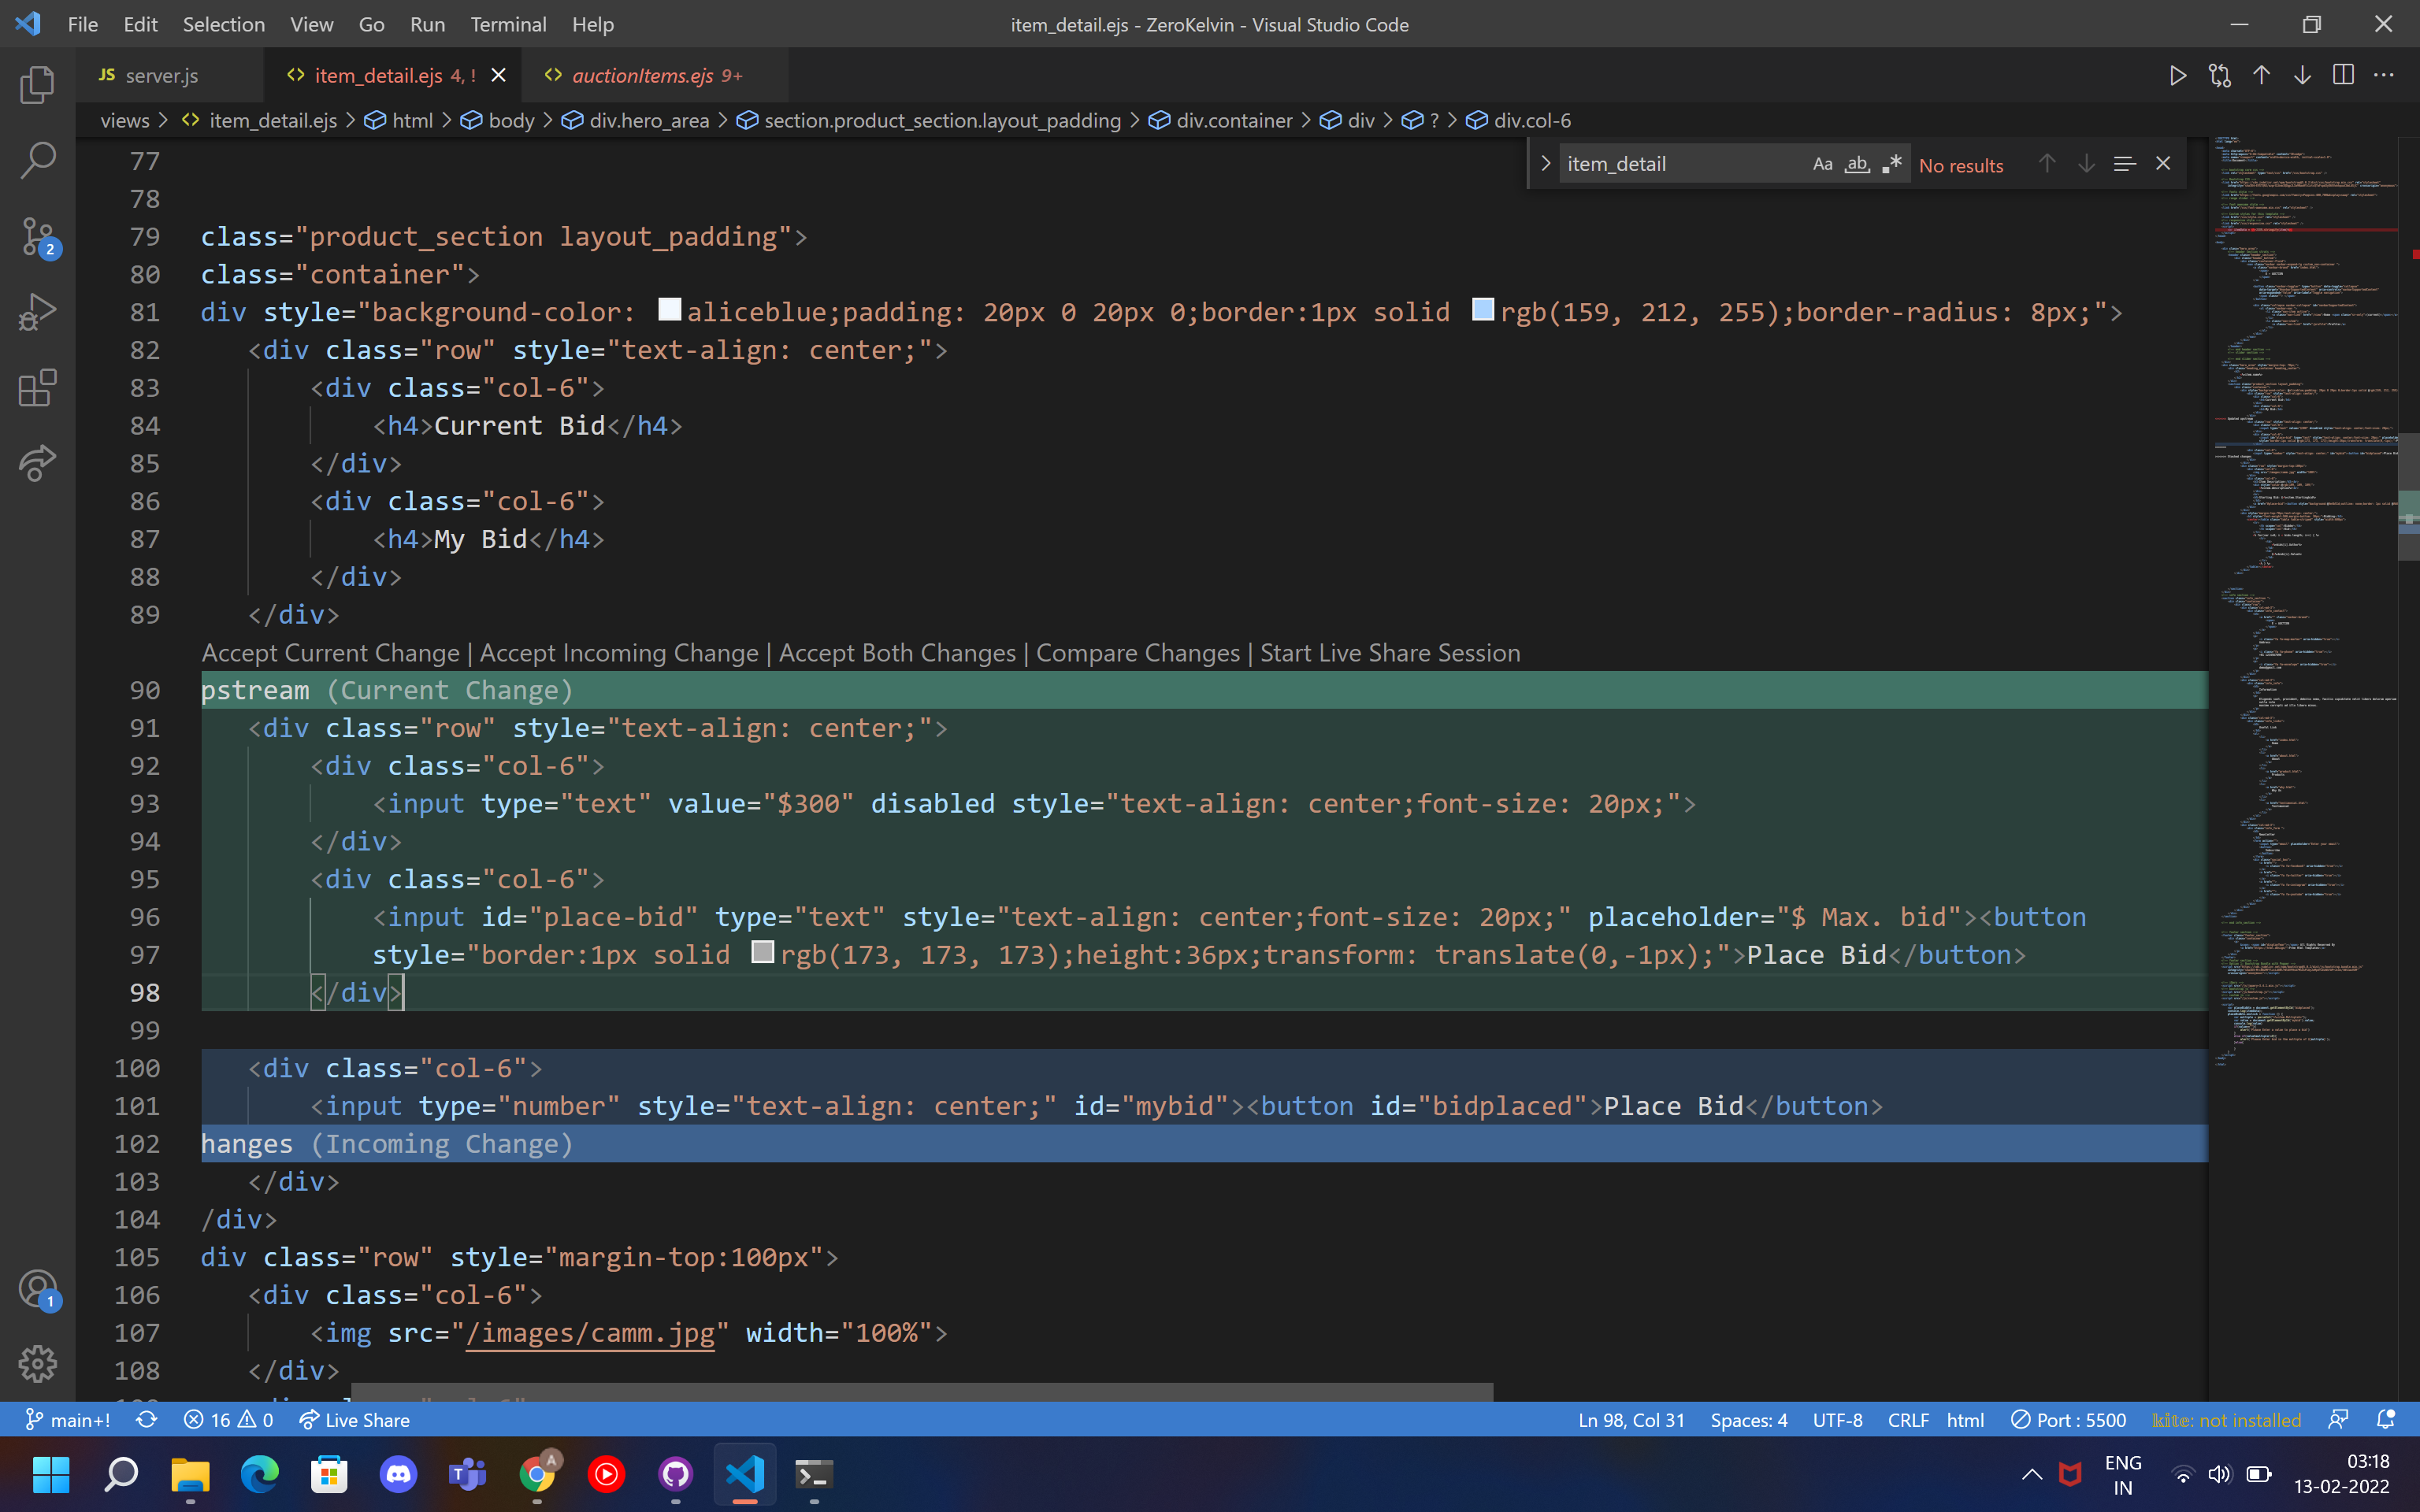 File Edit Selection View Go Run Terminal Help
item_detail.ejs - ZeroKelvin - Visual Studio Code
JS server.js
item_detail.ejs 4, !
auctionItems.ejs 9+
views > item_detail.ejs > html > body > div.hero_area > section.product_section.layout_padding > div.container > div > ? > div.col-6
item_detail Aa ab .* No results
77
78
79 class="product_section layout_padding">
80 class="container">
81 div style="background-color: aliceblue;padding: 20px 0 20px 0;border:1px solid rgb(159, 212, 255);border-radius: 8px;">
82 <div class="row" style="text-align: center;">
83 <div class="col-6">
84 <h4>Current Bid</h4>
85 </div>
86 <div class="col-6">
87 <h4>My Bid</h4>
88 </div>
89 </div>
Accept Current Change | Accept Incoming Change | Accept Both Changes | Compare Changes | Start Live Share Session
90 pstream (Current Change)
91 <div class="row" style="text-align: center;">
92 <div class="col-6">
93 <input type="text" value="$300" disabled style="text-align: center;font-size: 20px;">
94 </div>
95 <div class="col-6">
96 <input id="place-bid" type="text" style="text-align: center;font-size: 20px;" placeholder="$ Max. bid"><button
97 style="border:1px solid rgb(173, 173, 173);height:36px;transform: translate(0,-1px);">Place Bid</button>
98 </div>
99
100 <div class="col-6">
101 <input type="number" style="text-align: center;" id="mybid"><button id="bidplaced">Place Bid</button>
102 hanges (Incoming Change)
103 </div>
104 /div>
105 div class="row" style="margin-top:100px">
106 <div class="col-6">
107 <img src="/images/camm.jpg" width="100%">
108 </div>
2
1
main+! 16 0 Live Share
Ln 98, Col 31 Spaces: 4 UTF-8 CRLF html Port : 5500 kite: not installed
A
ENG
IN
03:18
13-02-2022